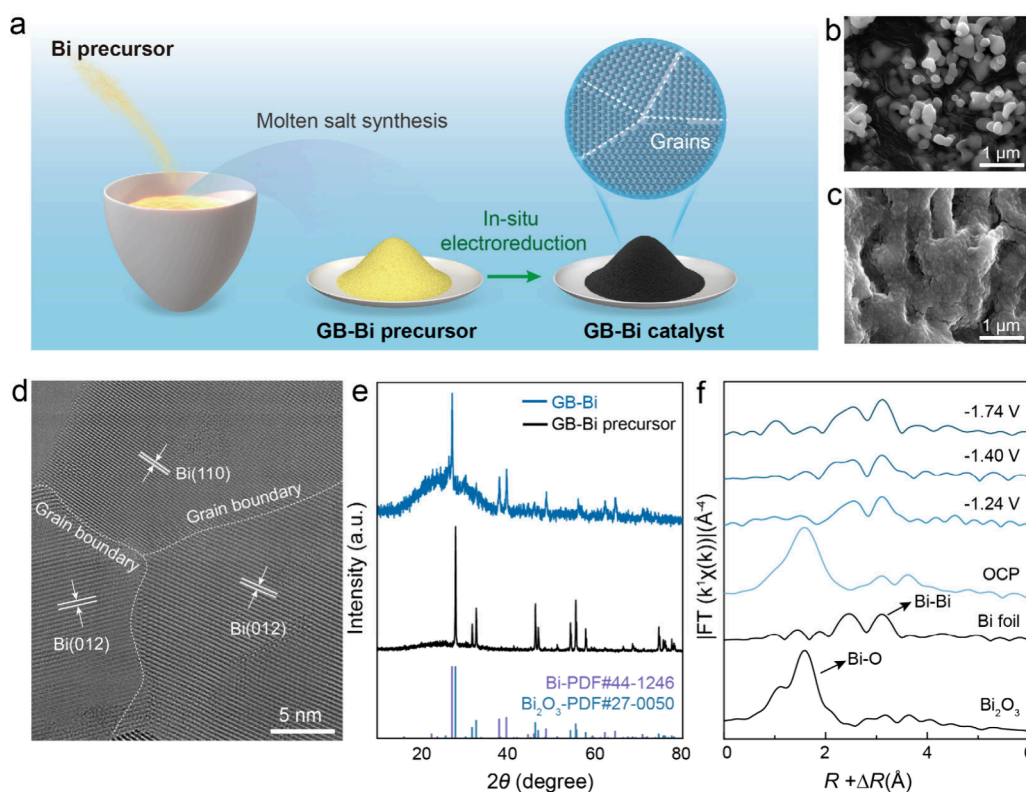 a
Bi precursor
Molten salt synthesis
Grains
In-situ
electroreduction
GB-Bi precursor
GB-Bi catalyst
b
1 μm
c
1 μm
d
Bi(110)
Grain boundary
Grain boundary
Bi(012)
Bi(012)
5 nm
e
GB-Bi
GB-Bi precursor
Intensity (a.u.)
Bi-PDF#44-1246
Bi₂O₃-PDF#27-0050
20 40 60 80
2θ (degree)
f
-1.74 V
-1.40 V
-1.24 V
OCP
Bi-Bi
Bi foil
Bi-O
Bi₂O₃
|FT (k¹χ(k))|(Å⁻⁴)
0 2 4 6
R +ΔR(Å)